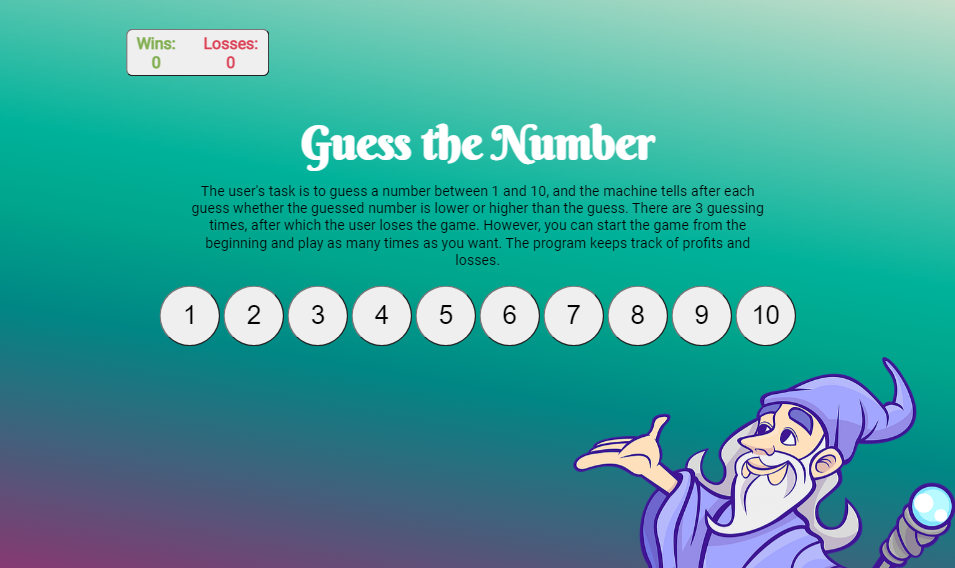 Wins: Losses:
0 0
Guess the Number
The user's task is to guess a number between 1 and 10, and the machine tells after each
guess whether the guessed number is lower or higher than the guess. There are 3 guessing
times, after which the user loses the game. However, you can start the game from the
beginning and play as many times as you want. The program keeps track of profits and
losses.
1 2 3 4 5 6 7 8 9 10